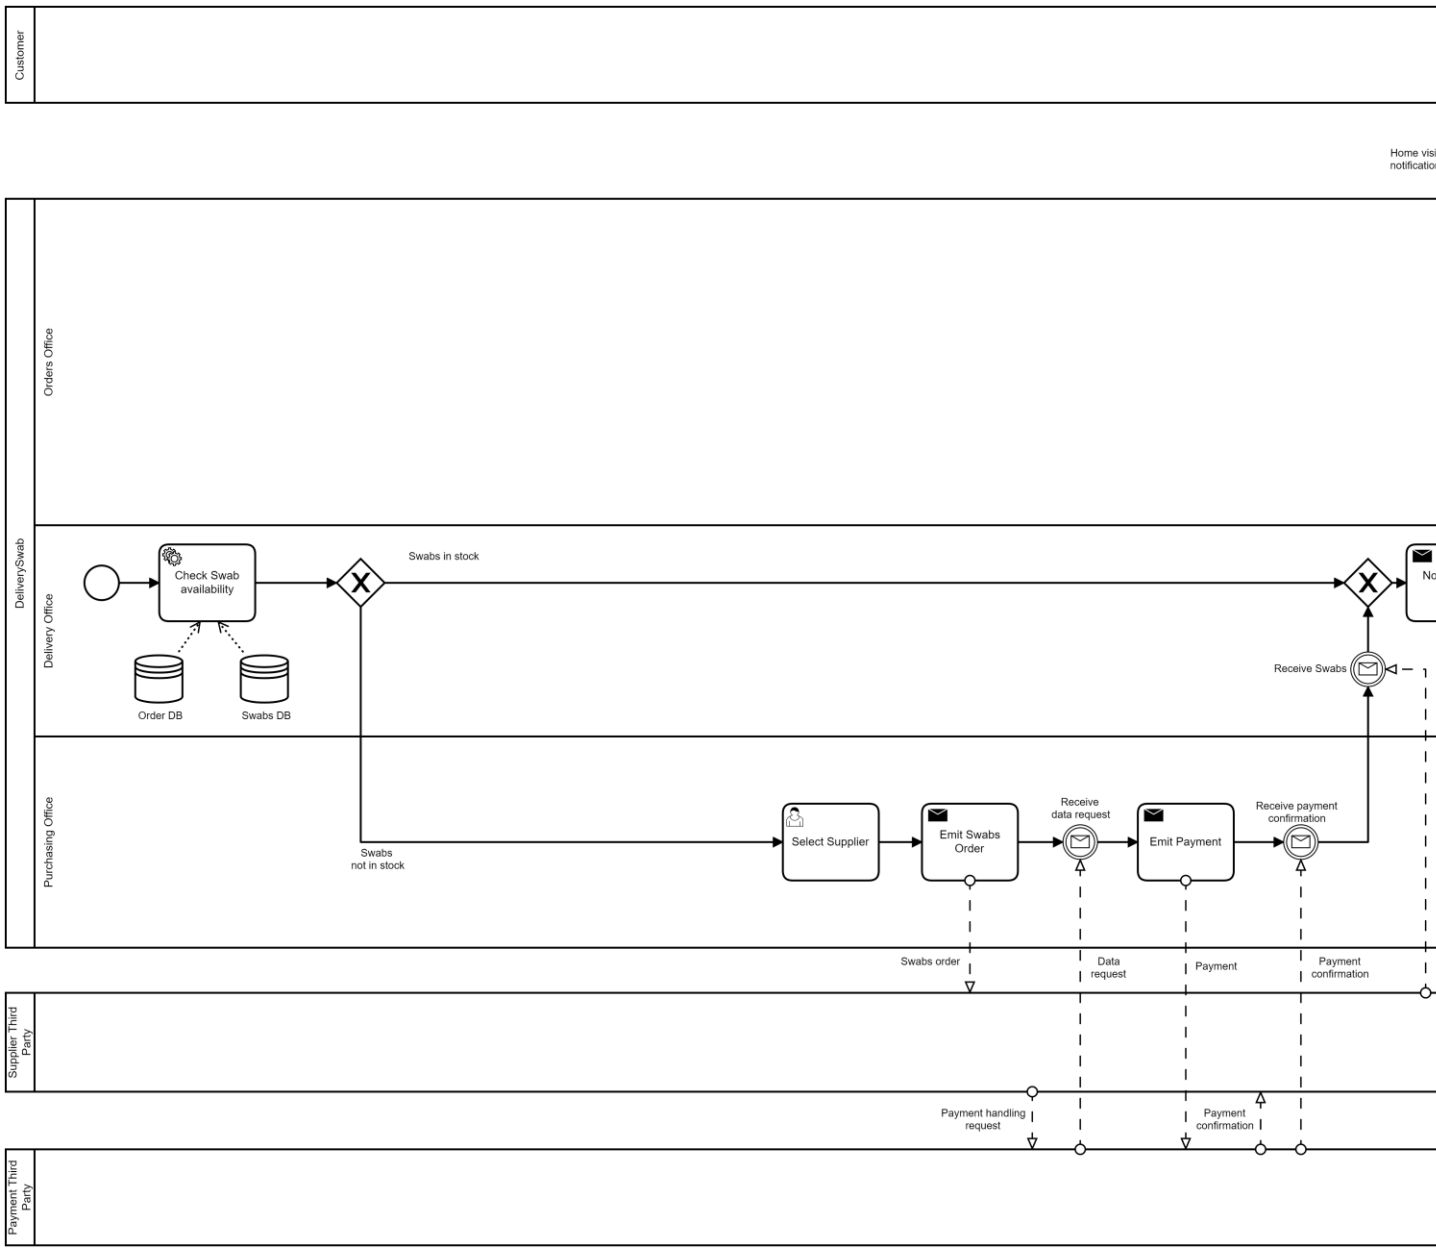 Customer
Home visi
notification
DeliverySwab
Orders Office
Delivery Office
Check Swab
availability
Order DB
Swabs DB
X
Swabs in stock
X
No
Receive Swabs
Purchasing Office
Swabs
not in stock
Select Supplier
Emit Swabs
Order
Receive
data request
Emit Payment
Receive payment
confirmation
Swabs order
Data
request
Payment
Payment
confirmation
Supplier Third
Party
Payment handling
request
Payment
confirmation
Payment Third
Party